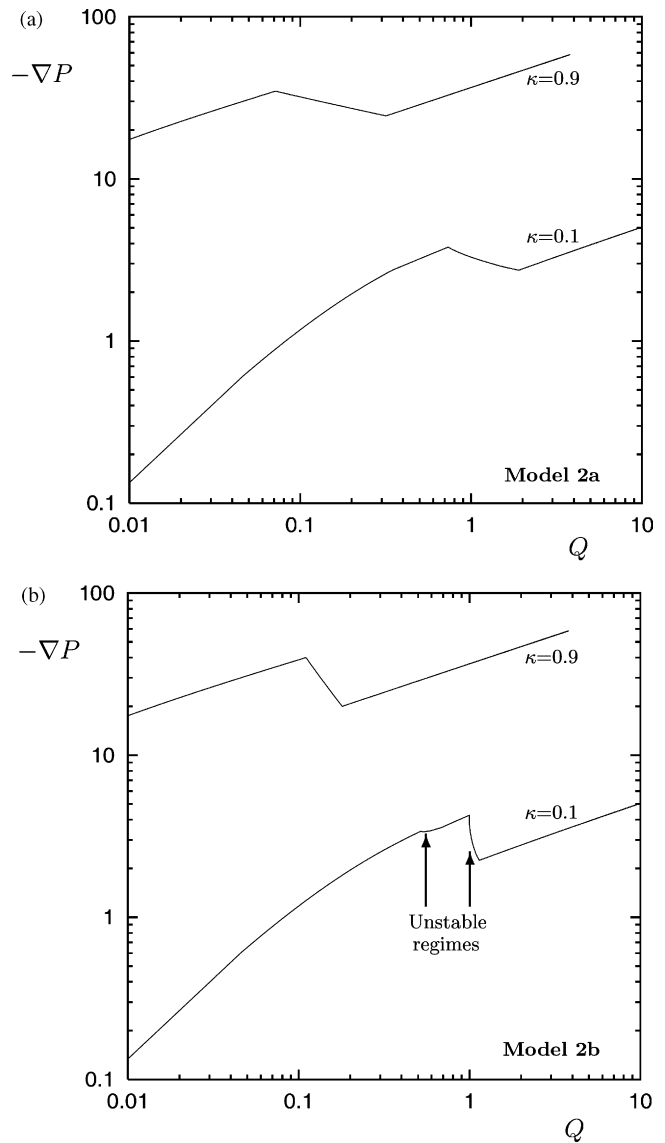 (a)
100
−∇P
κ=0.9
10
κ=0.1
1
Model 2a
0.1
0.01 0.1 1 10
Q
(b)
100
−∇P
κ=0.9
10
κ=0.1
Unstable
regimes
1
Model 2b
0.1
0.01 0.1 1 10
Q